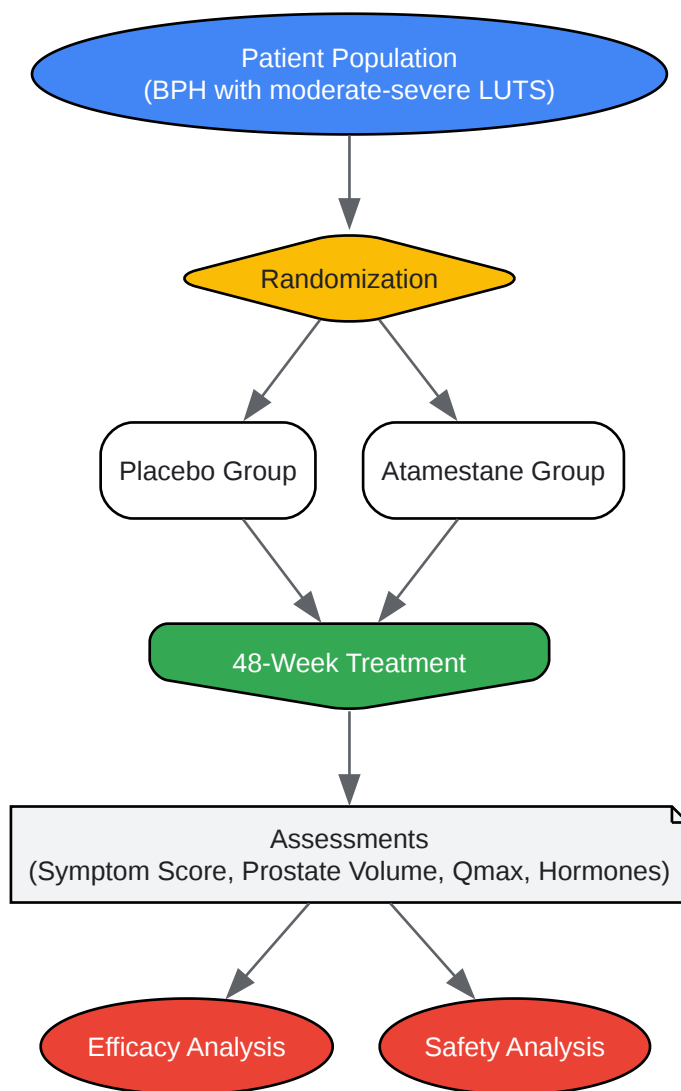 Patient Population
(BPH with moderate-severe LUTS)
Randomization
Placebo Group
Atamestane Group
48-Week Treatment
Assessments
(Symptom Score, Prostate Volume, Qmax, Hormones)
Efficacy Analysis
Safety Analysis